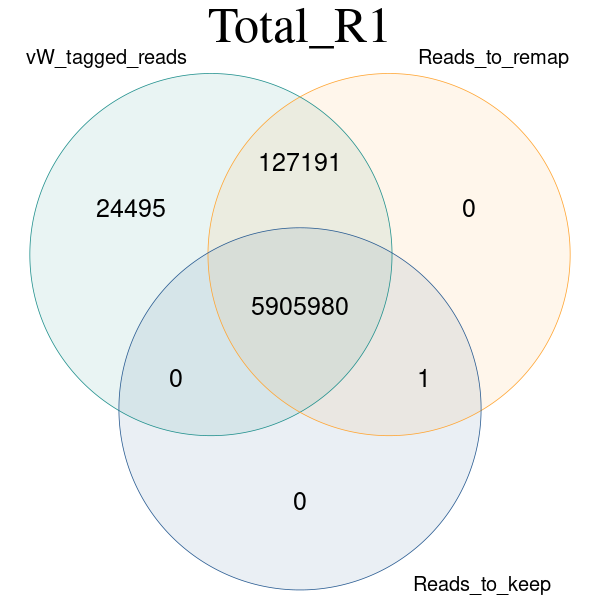 Total_R1
vW_tagged_reads
Reads_to_remap
127191
24495
0
5905980
0
1
0
Reads_to_keep